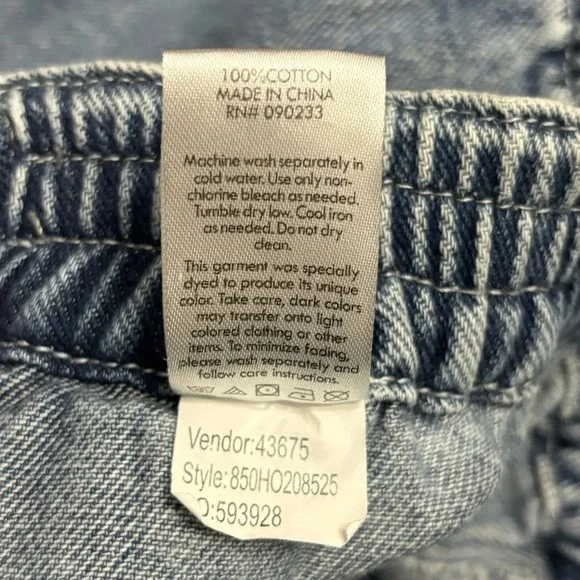 100%COTTON
MADE IN CHINA
RN# 090233
Machine wash separately in
cold water. Use only non-
chlorine bleach as needed.
Tumble dry low. Cool iron
as needed. Do not dry
clean.
This garment was specially
dyed to produce its unique
color. Take care, dark colors
may transfer onto light
colored clothing or other
items. To minimize fading,
please wash separately and
follow care instructions.
Vendor:43675
Style:850HO208525
:593928